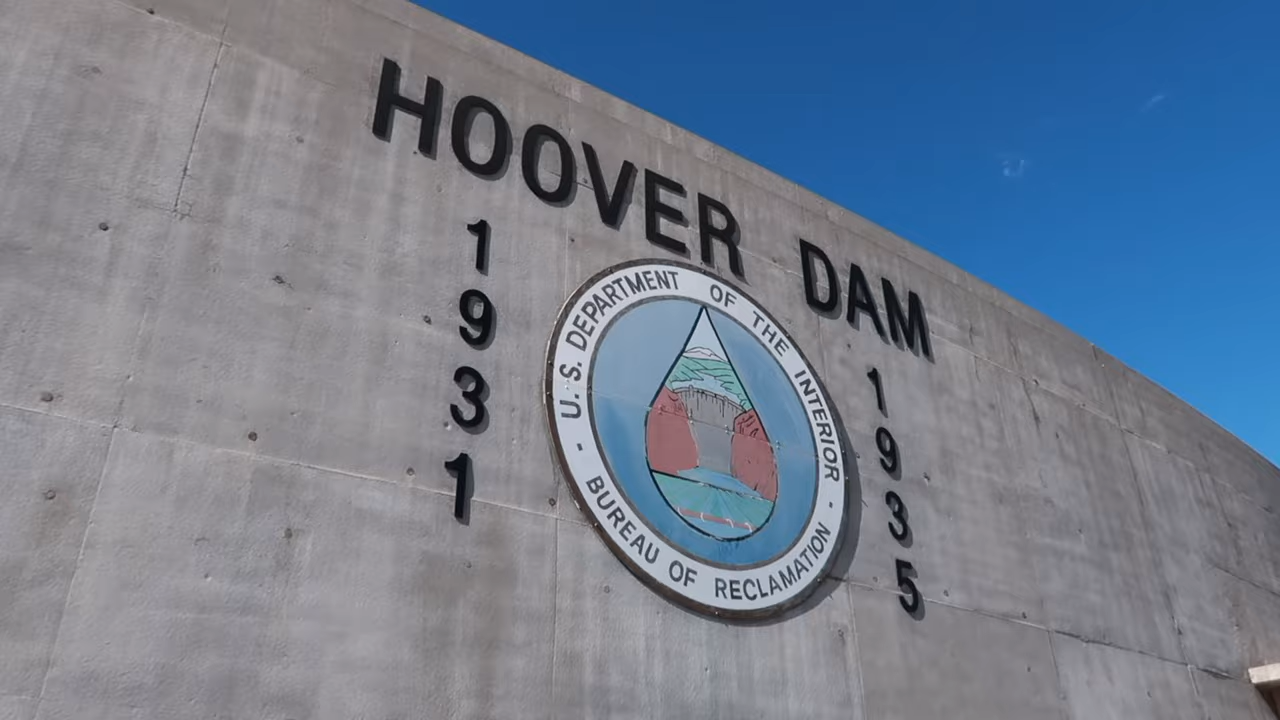 HOOVER DAM
1931
1935
U.S. DEPARTMENT OF THE INTERIOR
- BUREAU OF RECLAMATION -